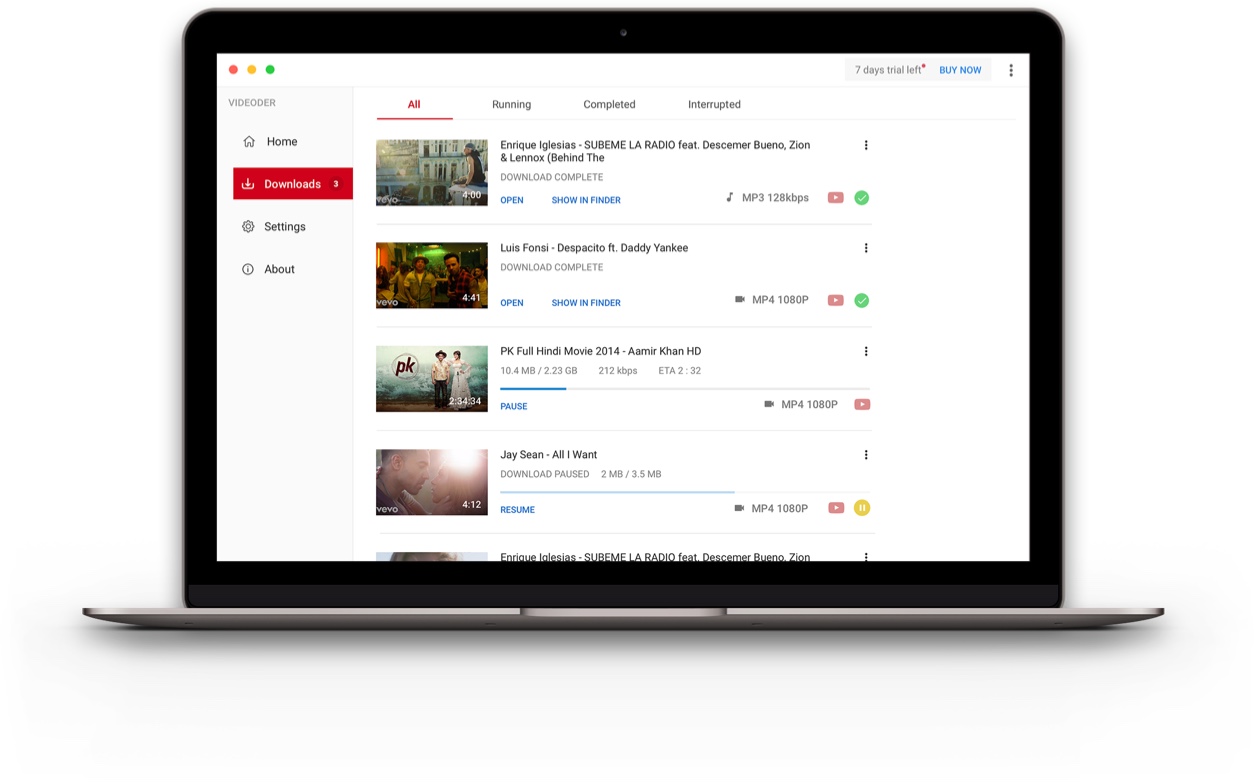 7 days trial left
BUY NOW
VIDEODER
Home
Downloads 3
Settings
About
All
Running
Completed
Interrupted
Enrique Iglesias - SUBEME LA RADIO feat. Descemer Bueno, Zion
& Lennox (Behind The
DOWNLOAD COMPLETE
OPEN
SHOW IN FINDER
MP3 128kbps
vevo
4:00
Luis Fonsi - Despacito ft. Daddy Yankee
DOWNLOAD COMPLETE
OPEN
SHOW IN FINDER
MP4 1080P
vevo
4:41
PK Full Hindi Movie 2014 - Aamir Khan HD
10.4 MB / 2.23 GB
212 kbps
ETA 2 : 32
PAUSE
MP4 1080P
pk
2:34:34
Jay Sean - All I Want
DOWNLOAD PAUSED 2 MB / 3.5 MB
RESUME
MP4 1080P
vevo
4:12
Enrique Iglesias - SUBEME LA RADIO feat. Descemer Bueno, Zion